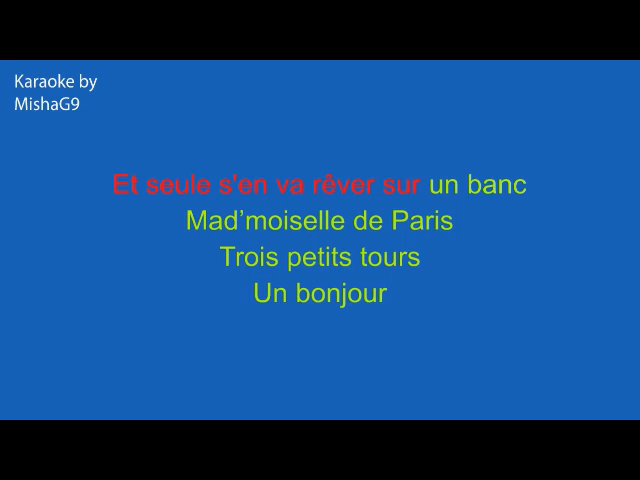 Karaoke by
MishaG9
Et seule s'en va rêver sur un banc
Mad’moiselle de Paris
Trois petits tours
Un bonjour